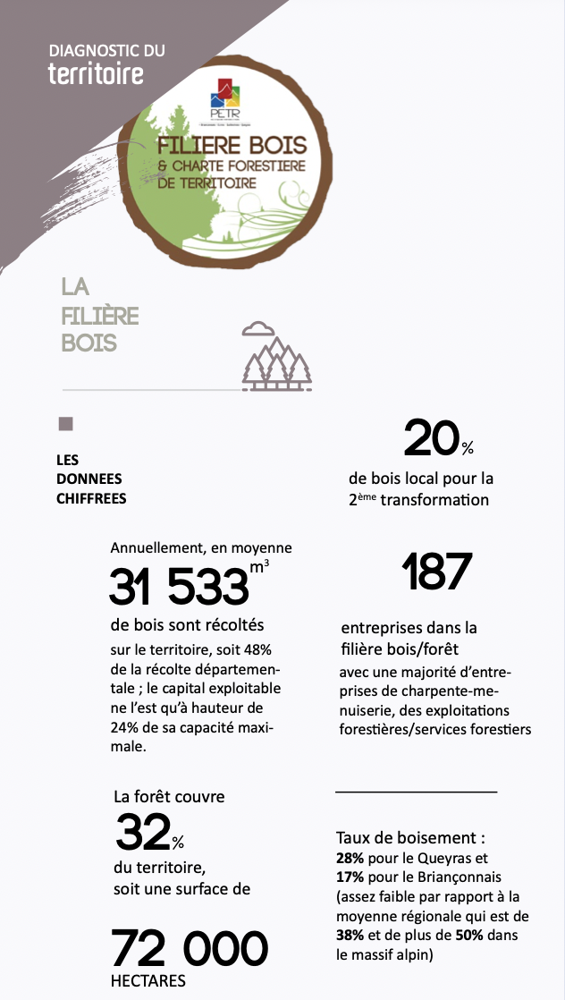 DIAGNOSTIC DU
territoire
PETR
FILIERE BOIS
& CHARTE FORESTIERE
DE TERRITOIRE
LA
FILIÈRE
BOIS
LES
DONNEES
CHIFFREES
Annuellement, en moyenne
31 533 m³
de bois sont récoltés
sur le territoire, soit 48%
de la récolte départemen-
tale ; le capital exploitable
ne l’est qu’à hauteur de
24% de sa capacité maxi-
male.
La forêt couvre
32%
du territoire,
soit une surface de
72 000
HECTARES
20%
de bois local pour la
2ème transformation
187
entreprises dans la
filière bois/forêt
avec une majorité d’entre-
prises de charpente-me-
nuiserie, des exploitations
forestières/services forestiers
Taux de boisement :
28% pour le Queyras et
17% pour le Briançonnais
(assez faible par rapport à la
moyenne régionale qui est de
38% et de plus de 50% dans
le massif alpin)